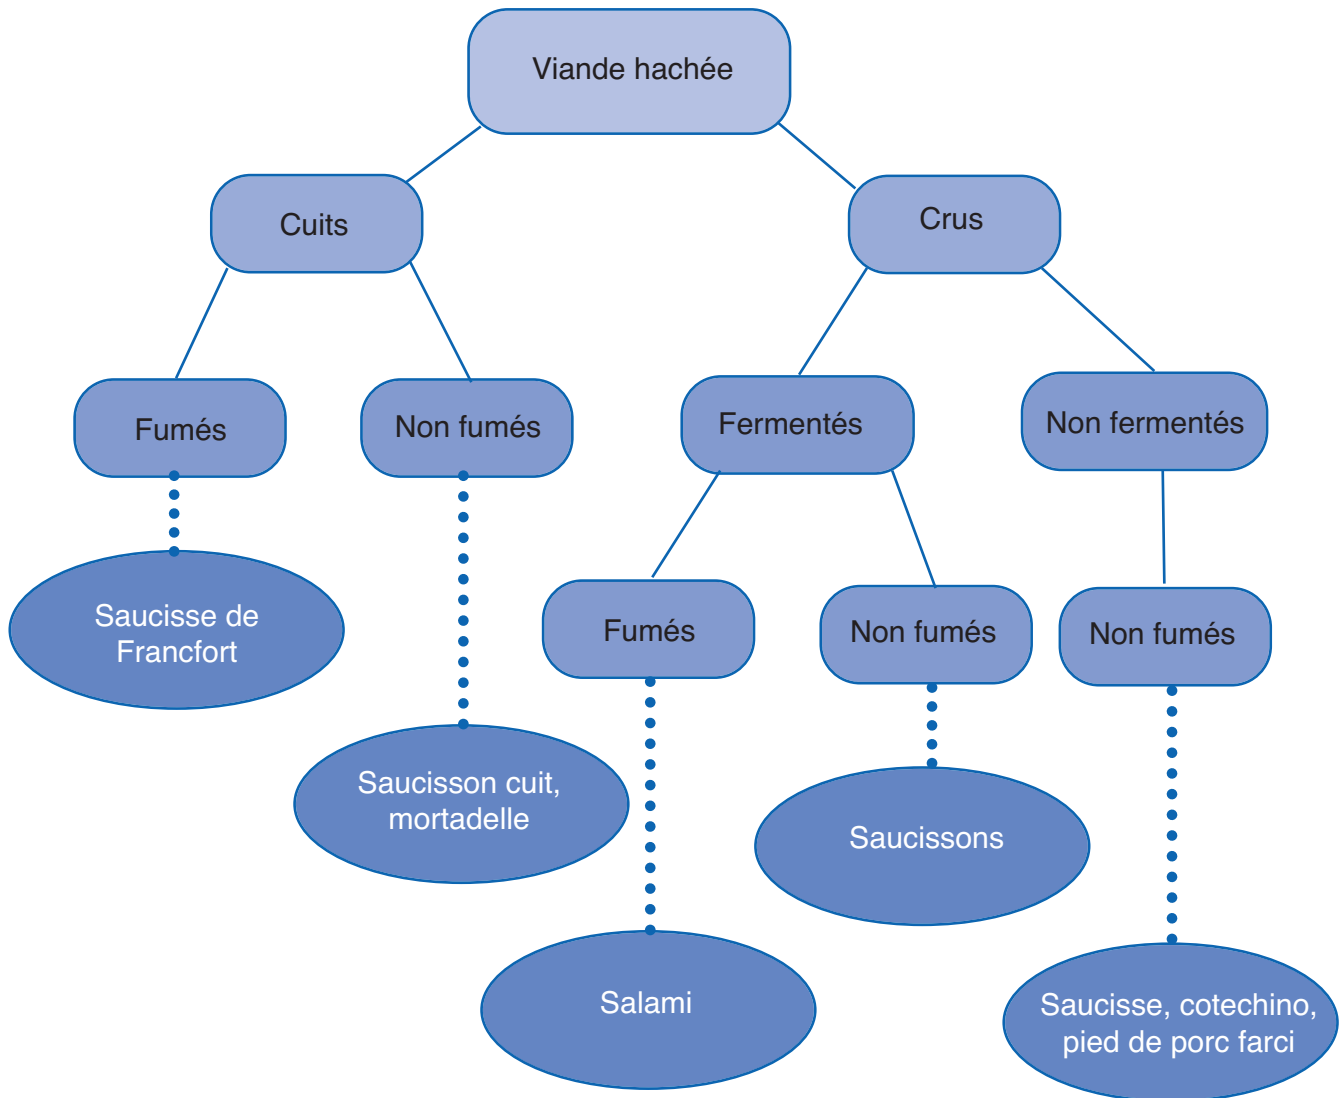 Viande hachée
Cuits
Crus
Fumés
Non fumés
Fermentés
Non fermentés
Saucisse de
Francfort
Fumés
Non fumés
Non fumés
Saucisson cuit,
mortadelle
Saucissons
Salami
Saucisse, cotechino,
pied de porc farci